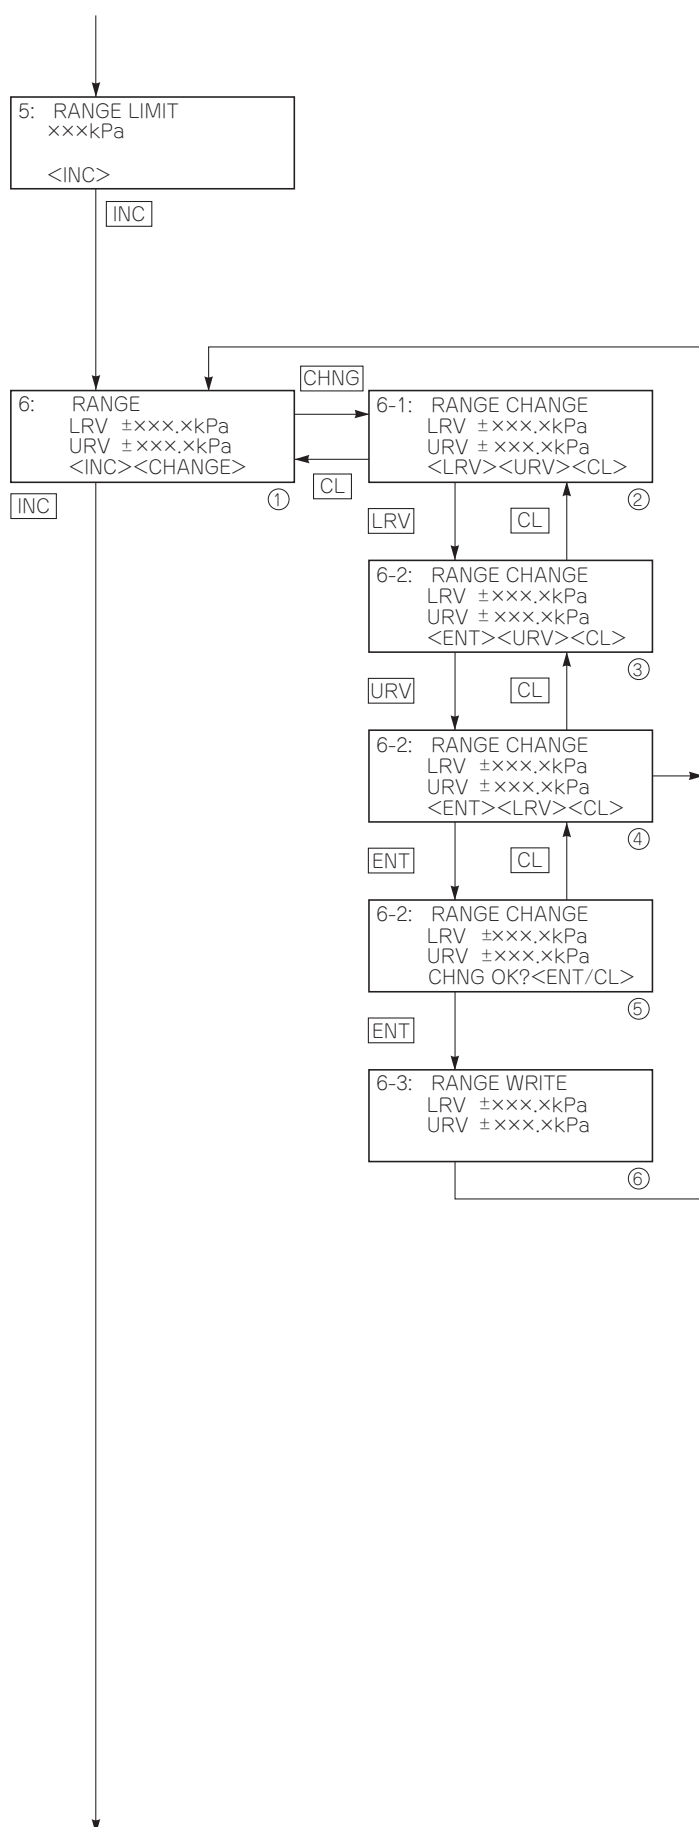 5: RANGE LIMIT
×××kPa
<INC>
INC
6: RANGE
LRV ±×××.×kPa
URV ±×××.×kPa
<INC><CHANGE>
①
INC
CHNG
CL
6-1: RANGE CHANGE
LRV ±×××.×kPa
URV ±×××.×kPa
<LRV><URV><CL>
②
LRV
CL
6-2: RANGE CHANGE
LRV ±×××.×kPa
URV ±×××.×kPa
<ENT><URV><CL>
③
URV
CL
6-2: RANGE CHANGE
LRV ±×××.×kPa
URV ±×××.×kPa
<ENT><LRV><CL>
④
ENT
CL
6-2: RANGE CHANGE
LRV ±×××.×kPa
URV ±×××.×kPa
CHNG OK?<ENT/CL>
⑤
ENT
6-3: RANGE WRITE
LRV ±×××.×kPa
URV ±×××.×kPa
⑥